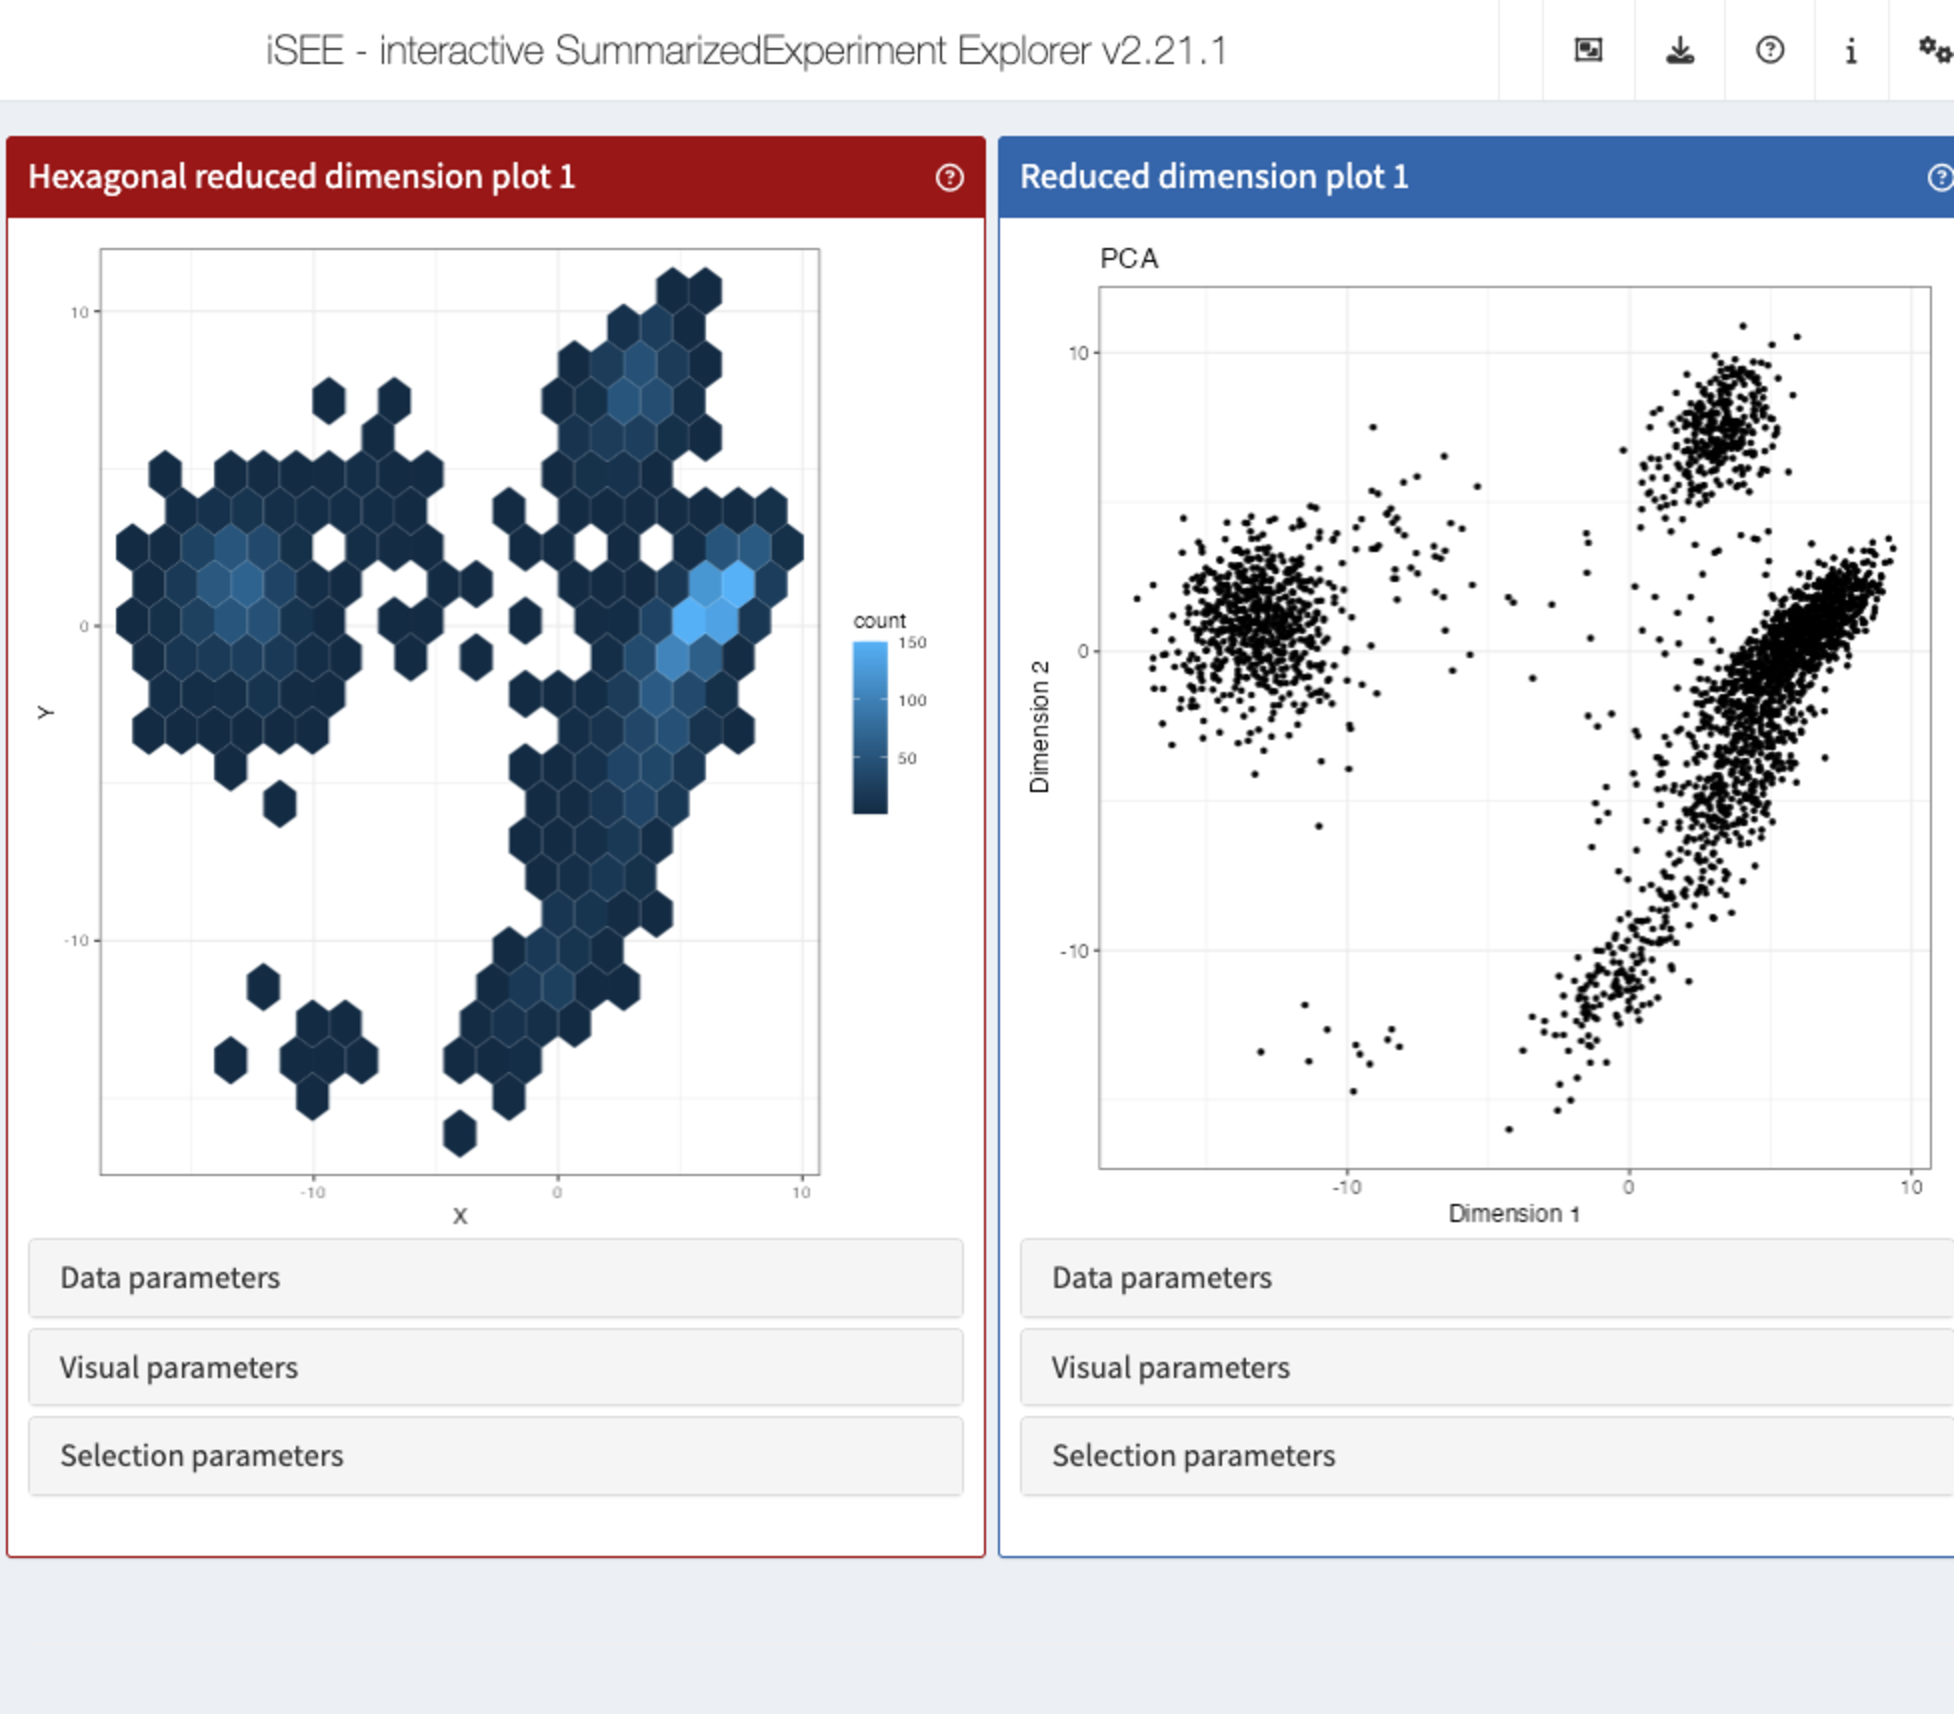 iSEE - interactive SummarizedExperiment Explorer v2.21.1
Hexagonal reduced dimension plot 1
10
0
-10
Y
-10
0
10
X
count
150
100
50
Data parameters
Visual parameters
Selection parameters
Reduced dimension plot 1
PCA
10
0
-10
Dimension 2
-10
0
10
Dimension 1
Data parameters
Visual parameters
Selection parameters